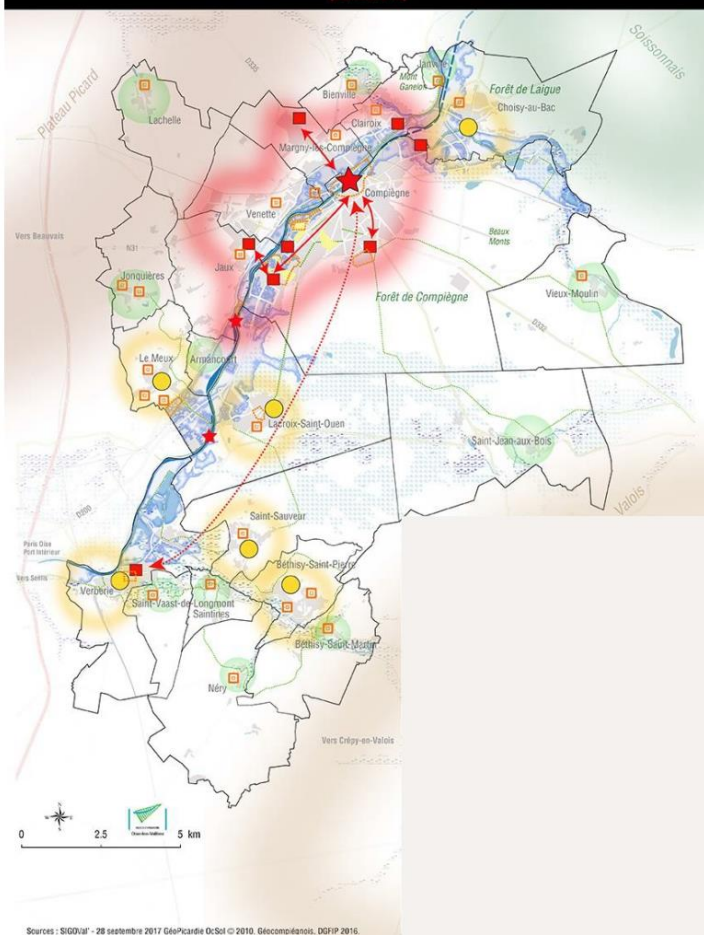 Soissonnais
Plateau Picard
D935
Janville
Mont
Ganelon
Forêt de Laigue
Bienville
Choisy-au-Bac
Lachelle
Clairoix
Margny-lès-Compiègne
Compiègne
Venette
Vers Beauvais
N31
Beaux
Monts
Jaux
Jonquières
Vieux-Moulin
Forêt de Compiègne
D332
Le Meux
Armancourt
Lacroix-Saint-Ouen
Saint-Jean-aux-Bois
Valois
D200
Saint-Sauveur
Paris Oise
Port Intérieur
Béthisy-Saint-Pierre
Vers Senlis
Verberie
Saint-Vaast-de-Longmont
Saintines
Béthisy-Saint-Martin
Néry
Vers Crépy-en-Valois
0 2.5 5 km
Sources : SIGOVal' - 28 septembre 2017 GéoPicardie OcSol © 2010. Géocompiégnois. DGFIP 2016.